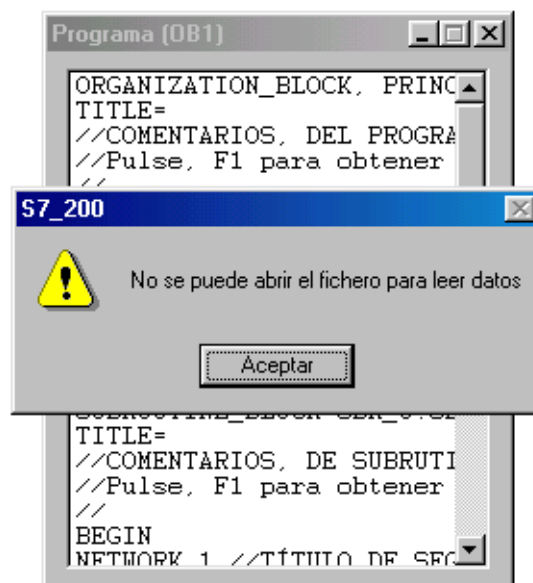 Programa (OB1)
ORGANIZATION_BLOCK, PRINC
TITLE=
//COMENTARIOS, DEL PROGRA
//Pulse, F1 para obtener
//
S7_200
No se puede abrir el fichero para leer datos
Aceptar
TITLE=
//COMENTARIOS, DE SUBRUTI
//Pulse, F1 para obtener
//
BEGIN
NETWORK 1 //TÍTULO DE SEG